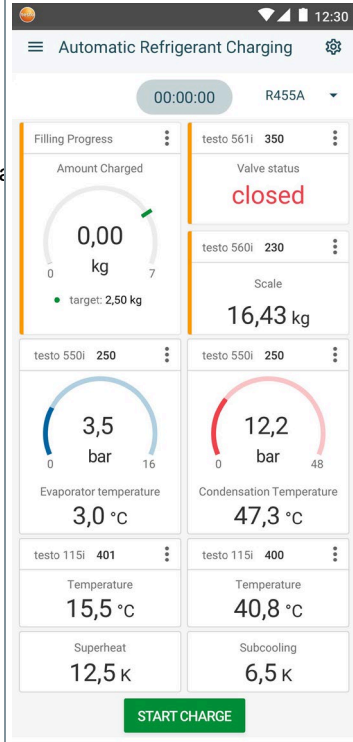 12:30
Automatic Refrigerant Charging
00:00:00 R455A
Filling Progress
Amount Charged
0,00
kg
0 7
target: 2,50 kg
testo 561i 350
Valve status
closed
testo 560i 230
Scale
16,43 kg
testo 550i 250
3,5
bar
0 16
Evaporator temperature
3,0 °C
testo 550i 250
12,2
bar
0 48
Condensation Temperature
47,3 °C
testo 115i 401
Temperature
15,5 °C
testo 115i 400
Temperature
40,8 °C
Superheat
12,5 K
Subcooling
6,5 K
START CHARGE